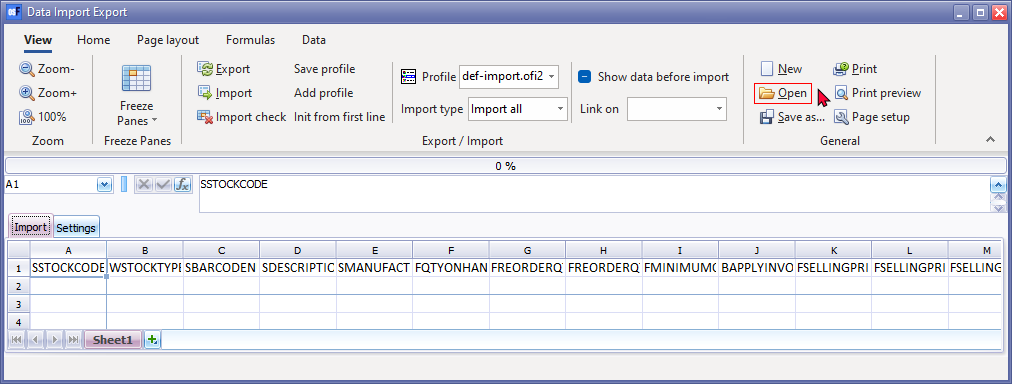 Data Import Export
View Home Page layout Formulas Data
Zoom-
Zoom+
100%
Zoom
Freeze
Panes
Freeze Panes
Export Save profile
Import Add profile
Import check Init from first line
Profile def-import.ofi2
Import type Import all
Show data before import
Link on
Export / Import
New Print
Open Print preview
Save as... Page setup
General
0 %
A1 fx SSTOCKCODE
Import Settings
A B C D E F G H I J K L M
1 SSTOCKCODE WSTOCKTYPE SBARCODEN SDESCRIPTIC SMANUFACT FQTYONHAN FREORDERQ FREORDERQ FMINIMUMO BAPPLYINVO FSELLINGPRI FSELLINGPRI FSELLING
2
3
4
Sheet1